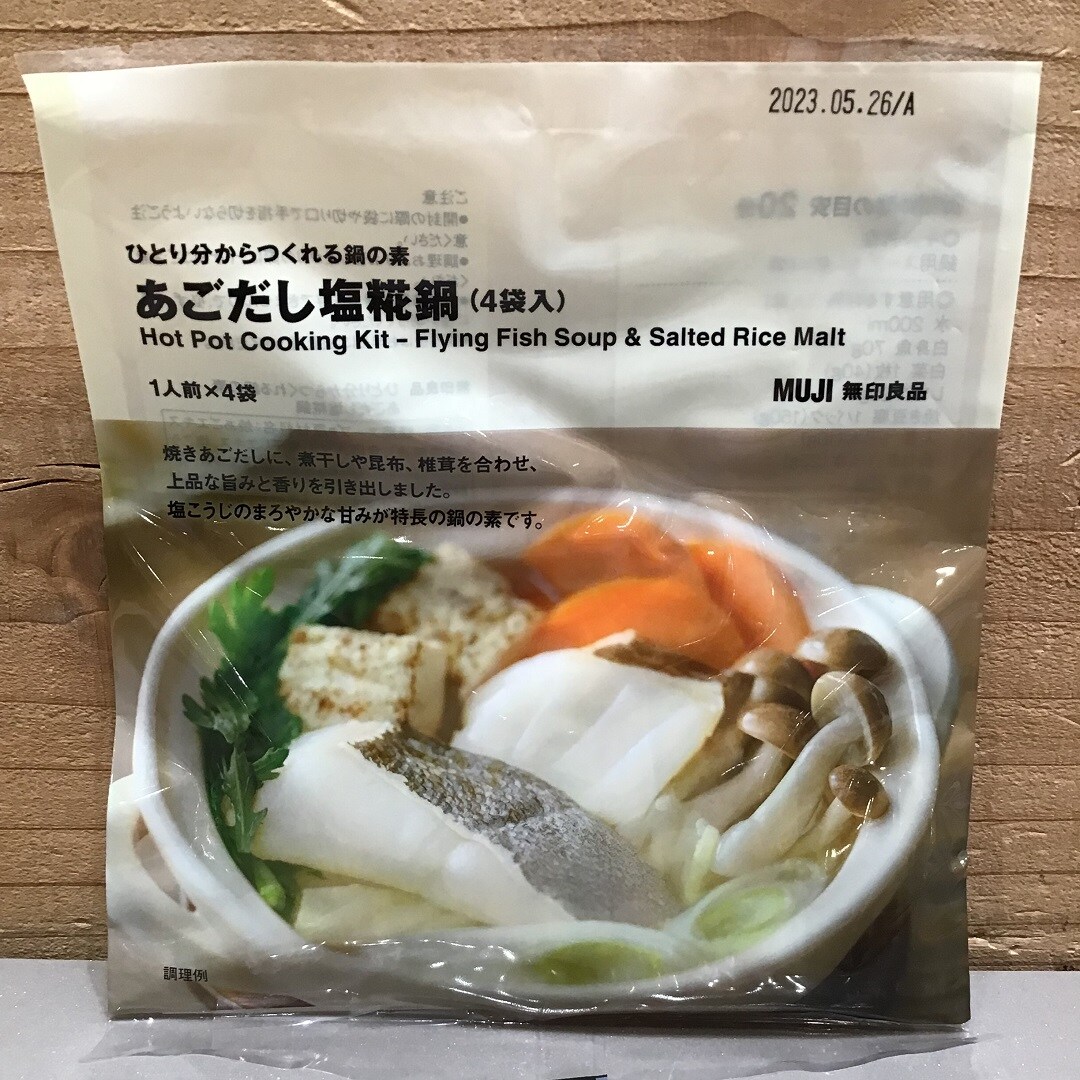 2023.05.26/A
ひとり分からつくれる鍋の素
あごだし塩糀鍋(4袋入)
Hot Pot Cooking Kit – Flying Fish Soup & Salted Rice Malt
1人前×4袋
MUJI 無印良品
焼きあごだしに、煮干しや昆布、椎茸を合わせ、
上品な旨みと香りを引き出しました。
塩こうじのまろやかな甘みが特長の鍋の素です。
調理例